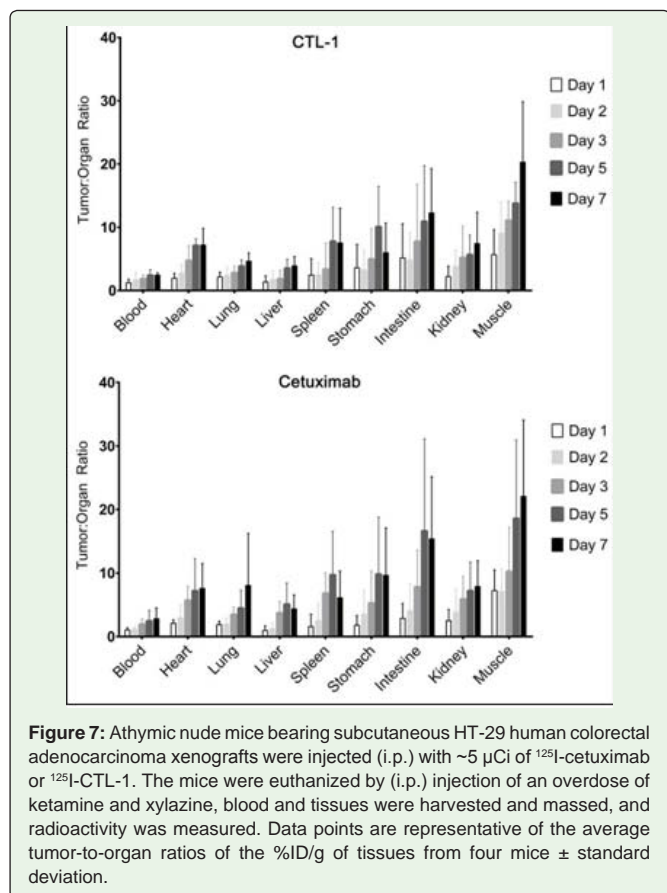 CTL-1
40
30
20
10
0
Tumor:Organ Ratio
Day 1
Day 2
Day 3
Day 5
Day 7
Blood
Heart
Lung
Liver
Spleen
Stomach
Intestine
Kidney
Muscle
Cetuximab
40
30
20
10
0
Tumor:Organ Ratio
Day 1
Day 2
Day 3
Day 5
Day 7
Blood
Heart
Lung
Liver
Spleen
Stomach
Intestine
Kidney
Muscle
Figure 7: Athymic nude mice bearing subcutaneous HT-29 human colorectal
adenocarcinoma xenografts were injected (i.p.) with ~5 µCi of ¹²⁵I-cetuximab
or ¹²⁵I-CTL-1. The mice were euthanized by (i.p.) injection of an overdose of
ketamine and xylazine, blood and tissues were harvested and massed, and
radioactivity was measured. Data points are representative of the average
tumor-to-organ ratios of the %ID/g of tissues from four mice ± standard
deviation.